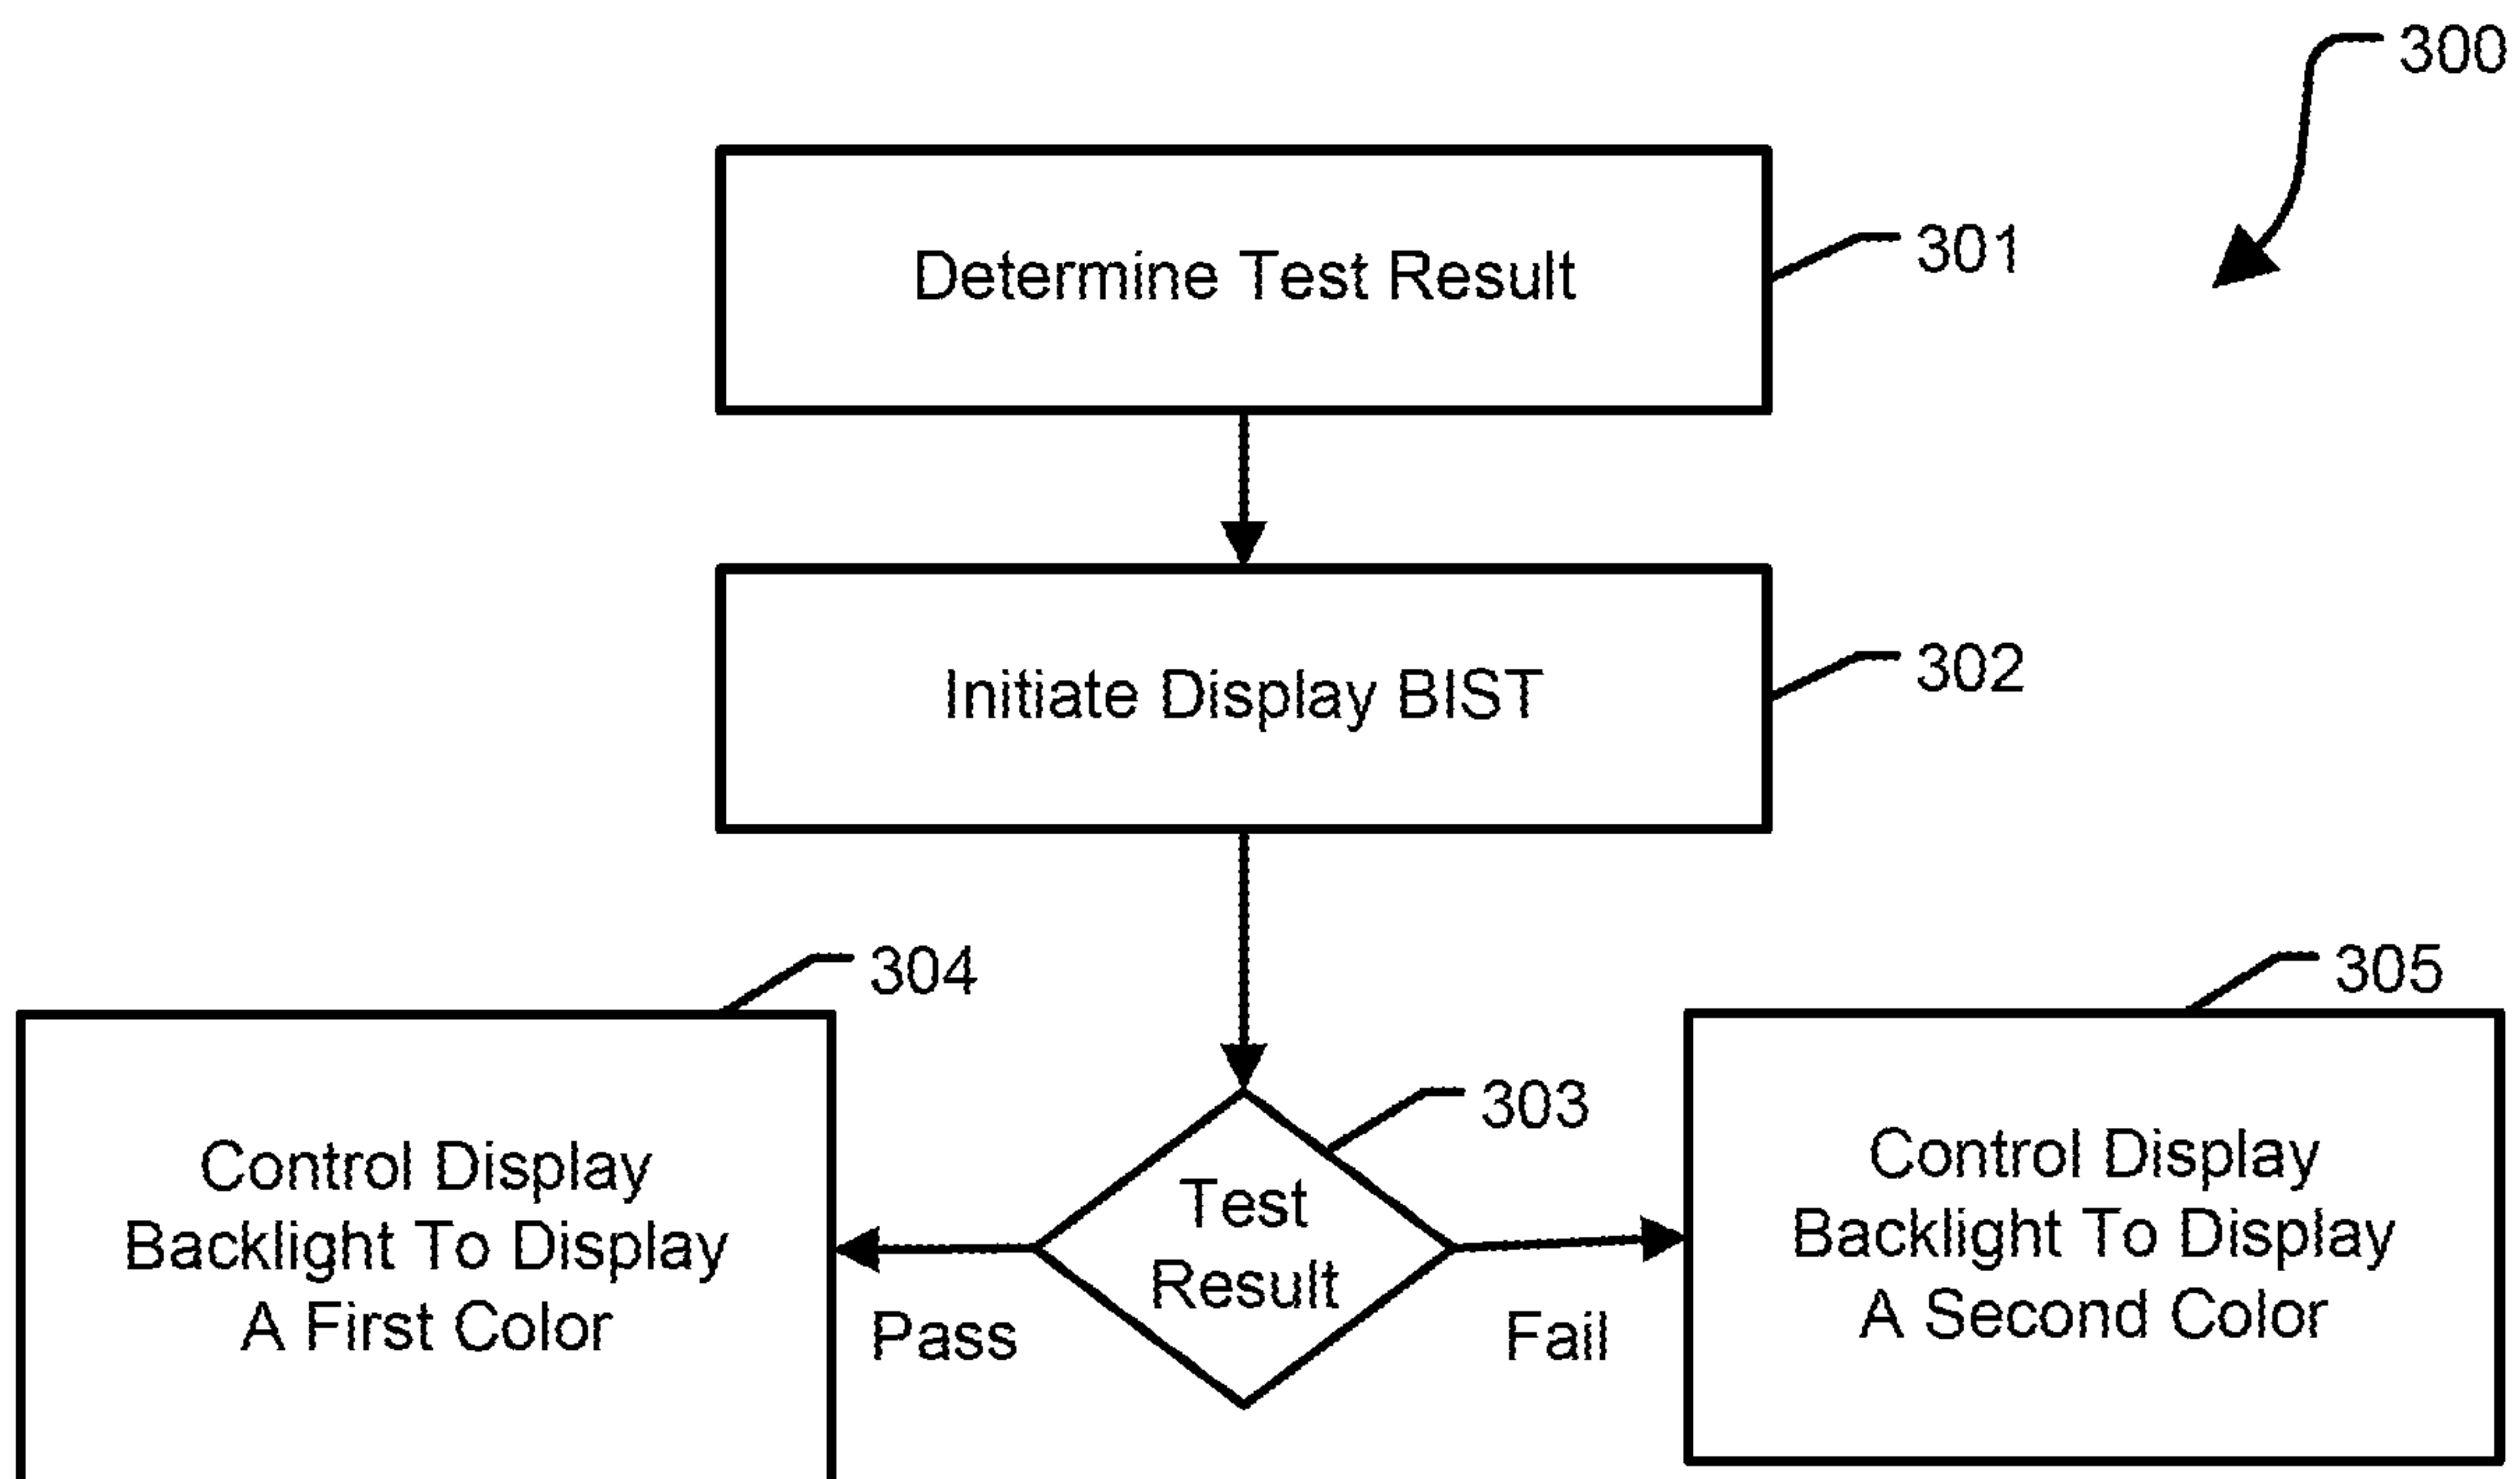 300
Determine Test Result
301
Initiate Display BIST
302
304
305
303
Control Display
Backlight To Display
A First Color
Test
Result
Pass
Fail
Control Display
Backlight To Display
A Second Color